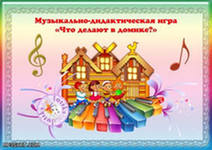 Музыкально-дидактическая игра
«Что делают в домике?»